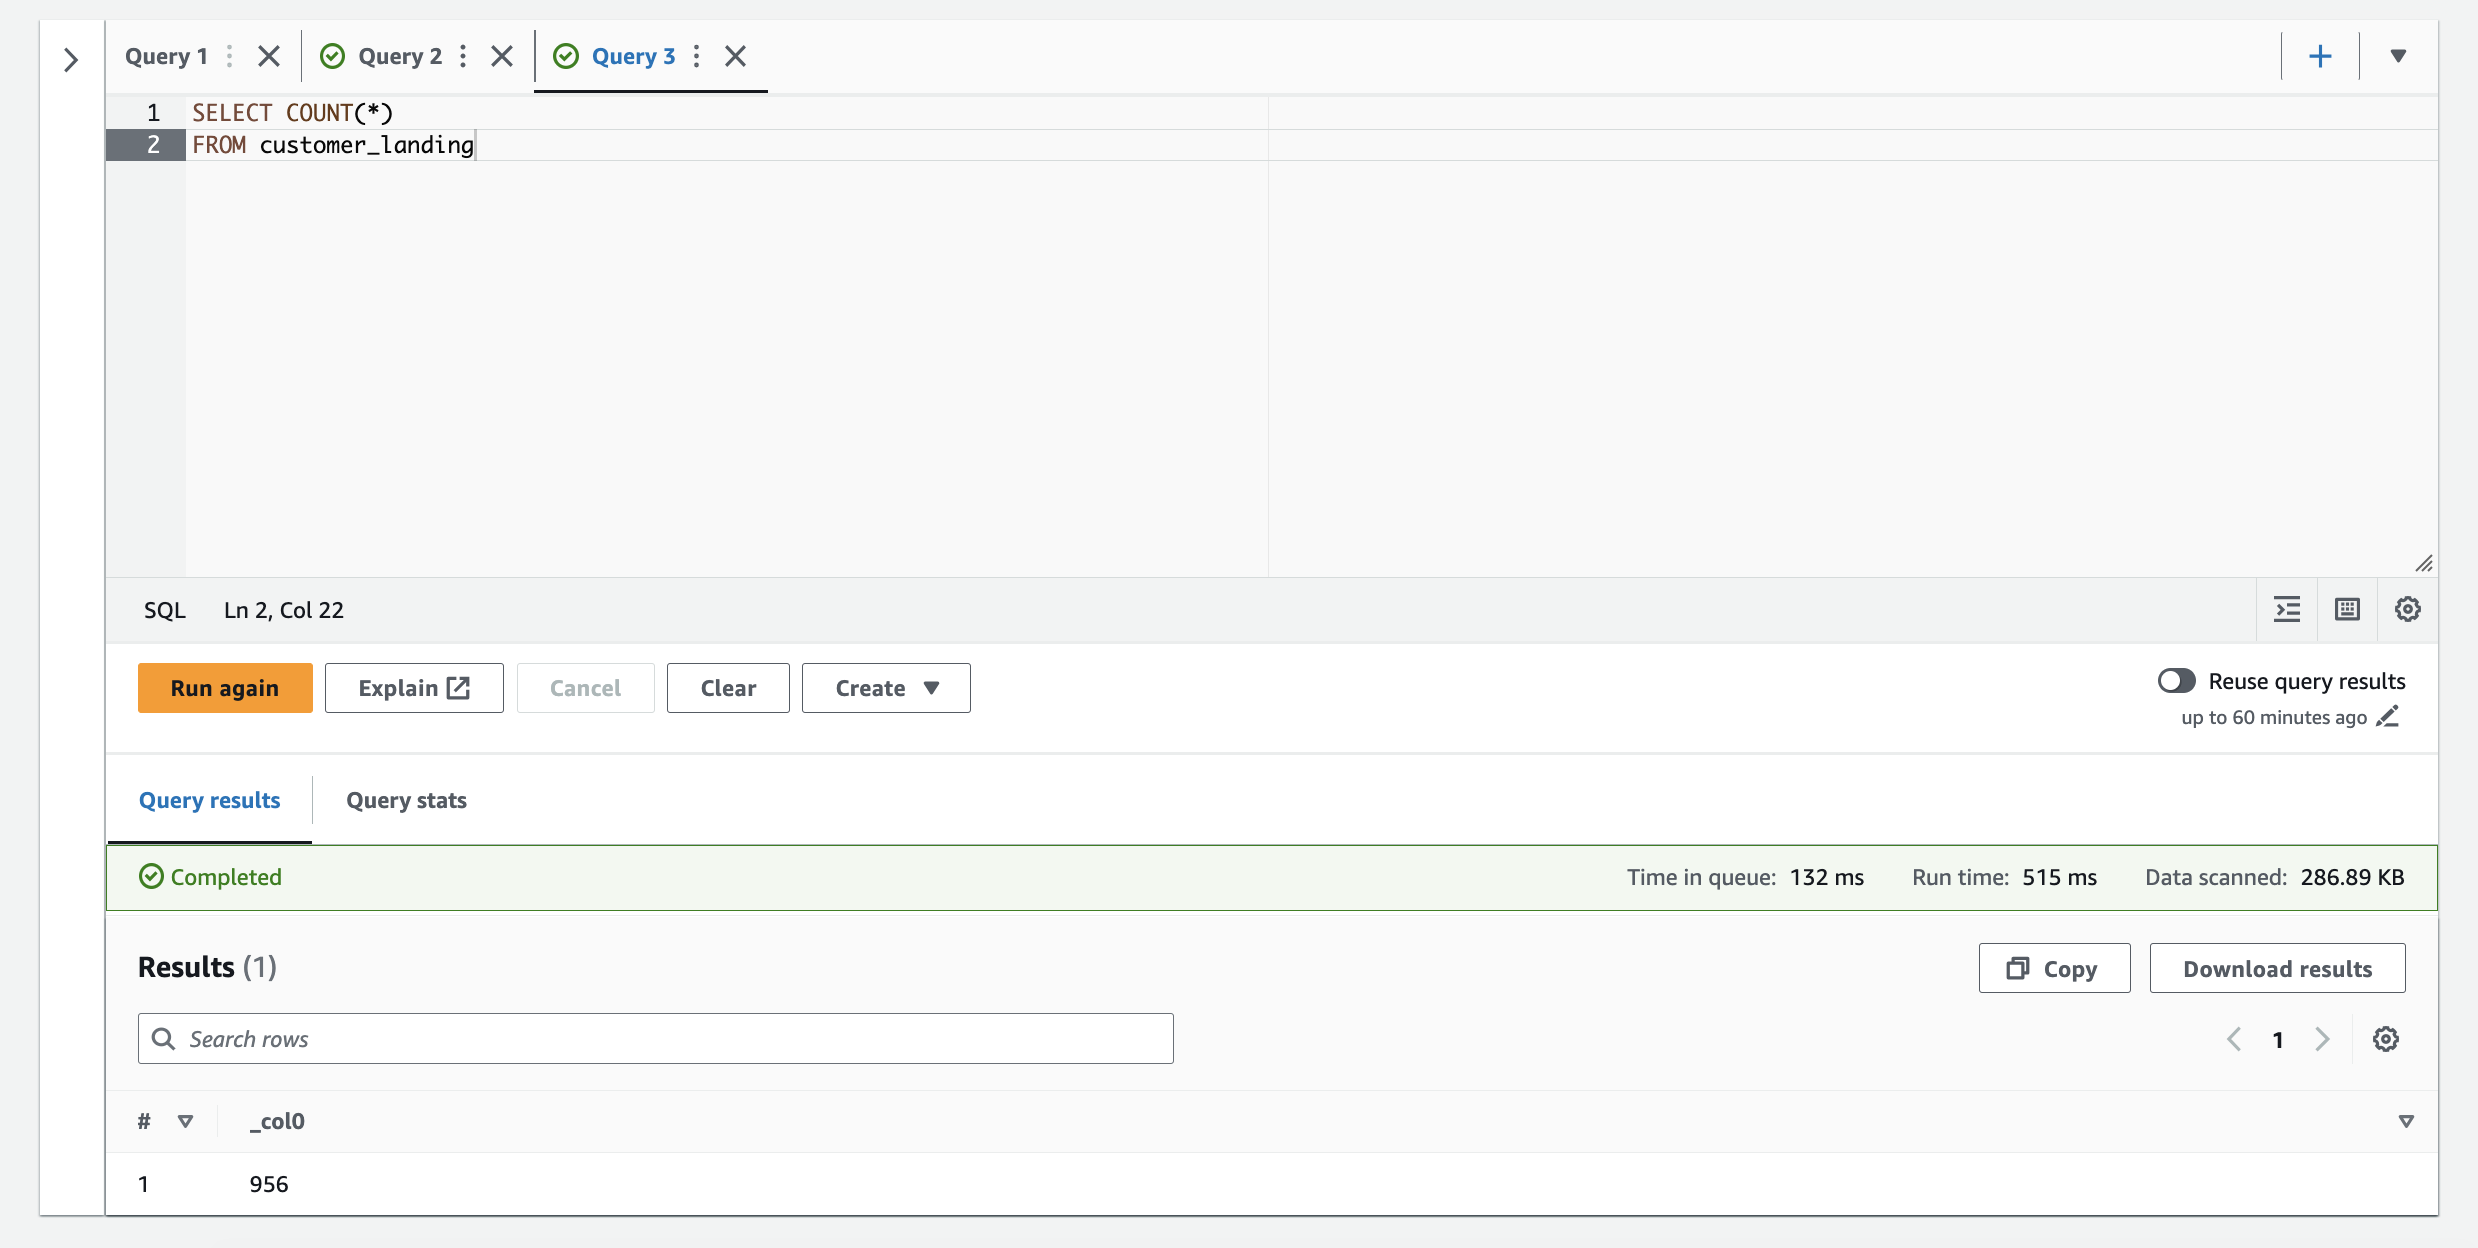 Query 1 Query 2 Query 3
1 SELECT COUNT(*)
2 FROM customer_landing
SQL Ln 2, Col 22
Run again Explain Cancel Clear Create Reuse query results
up to 60 minutes ago
Query results Query stats
Completed Time in queue: 132 ms Run time: 515 ms Data scanned: 286.89 KB
Results (1) Copy Download results
Search rows 1
# _col0
1 956